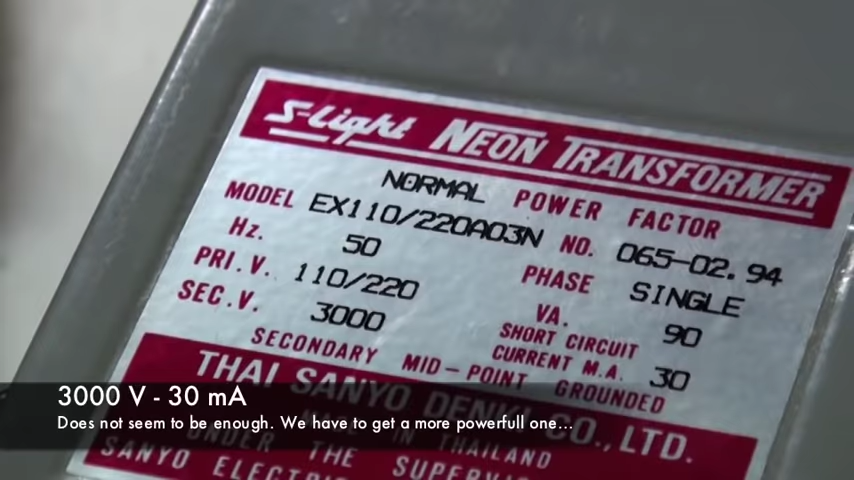 S-Light NEON TRANSFORMER
NORMAL POWER FACTOR
MODEL EX110/220A03N NO. 065-02.94
Hz. 50 PHASE SINGLE
PRI.V. 110/220 VA. 90
SEC.V. 3000 SHORT CIRCUIT CURRENT M.A. 30
SECONDARY MID-POINT GROUNDED
THAI SANYO DENKI CO., LTD.
IN THAILAND
UNDER THE
SANYO ELECTRIC
3000 V - 30 mA
Does not seem to be enough. We have to get a more powerfull one...